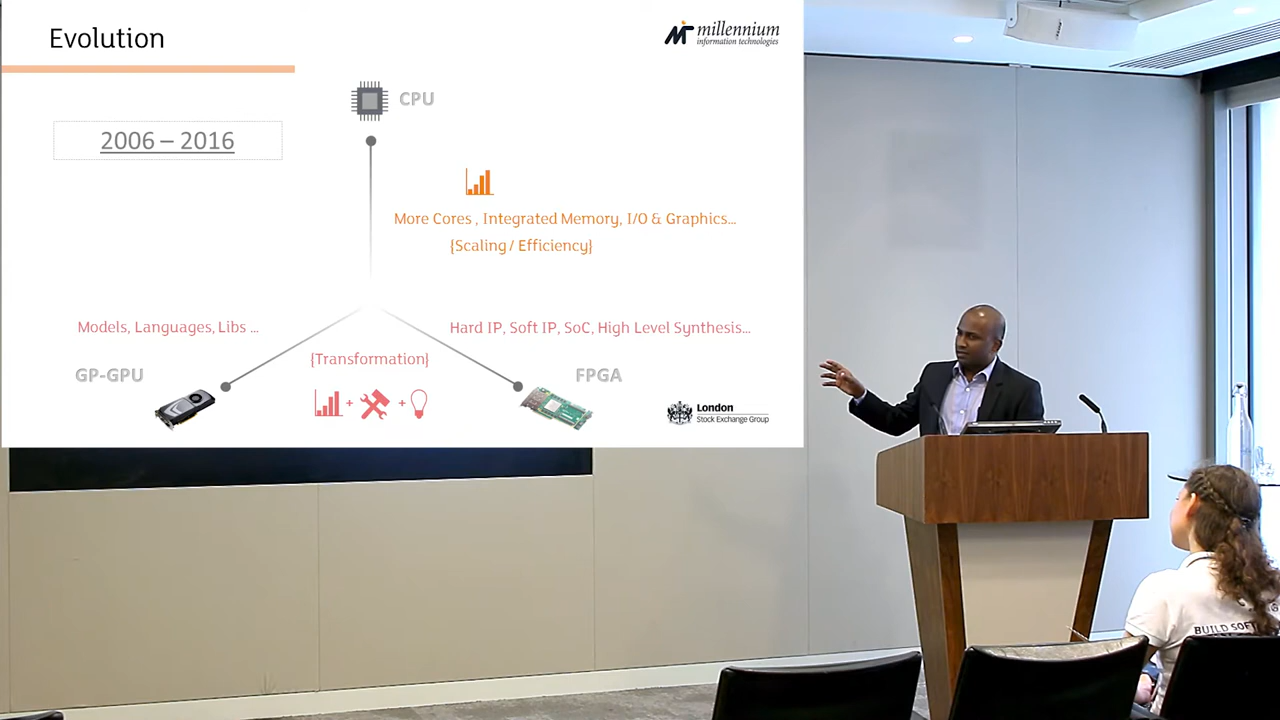 Evolution
millennium
information technologies
CPU
2006 – 2016
More Cores , Integrated Memory, I/O & Graphics...
{Scaling / Efficiency}
Models, Languages, Libs ...
Hard IP, Soft IP, SoC, High Level Synthesis...
{Transformation}
GP-GPU
FPGA
+ +
London
Stock Exchange Group
BUILD SOF